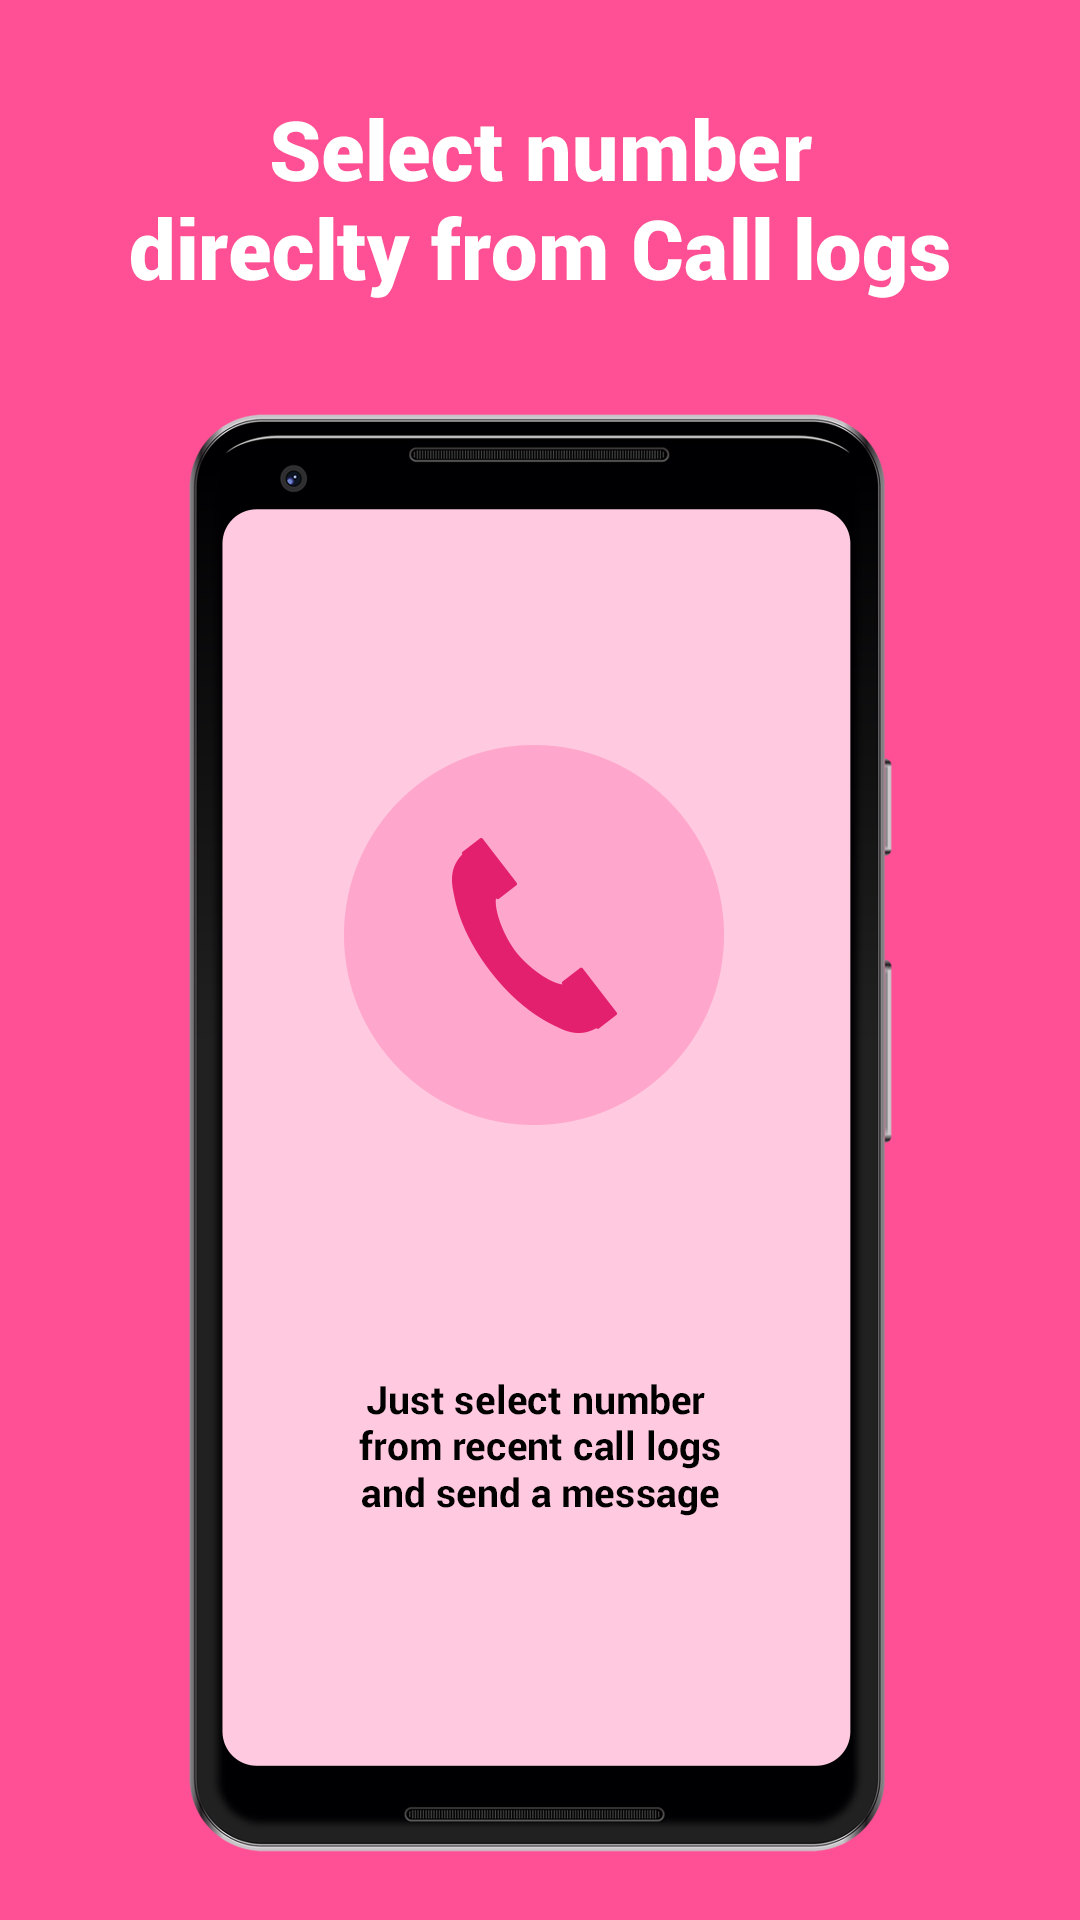 Select number
direclty from Call logs
Just select number
from recent call logs
and send a message